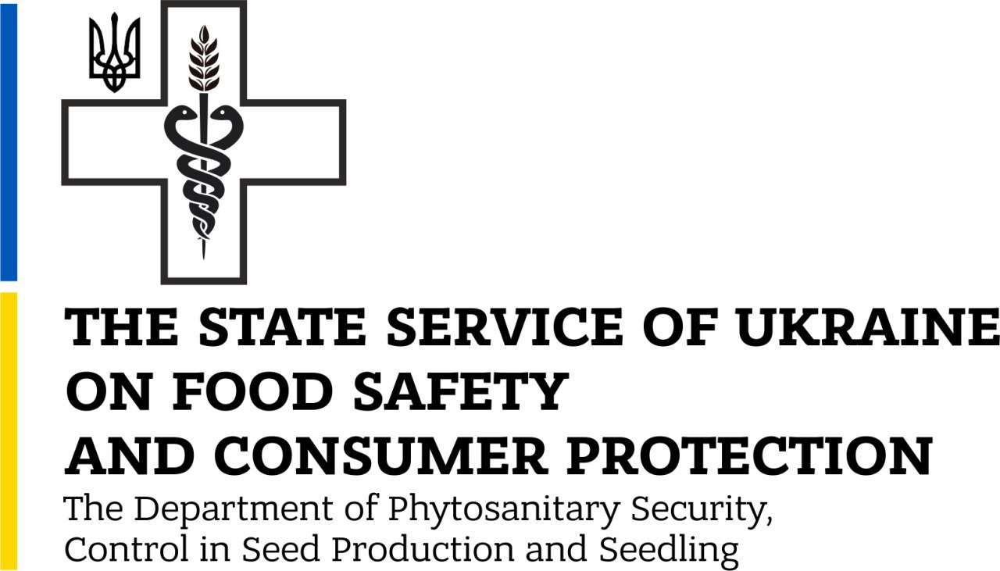 THE STATE SERVICE OF UKRAINE
ON FOOD SAFETY
AND CONSUMER PROTECTION
The Department of Phytosanitary Security,
Control in Seed Production and Seedling